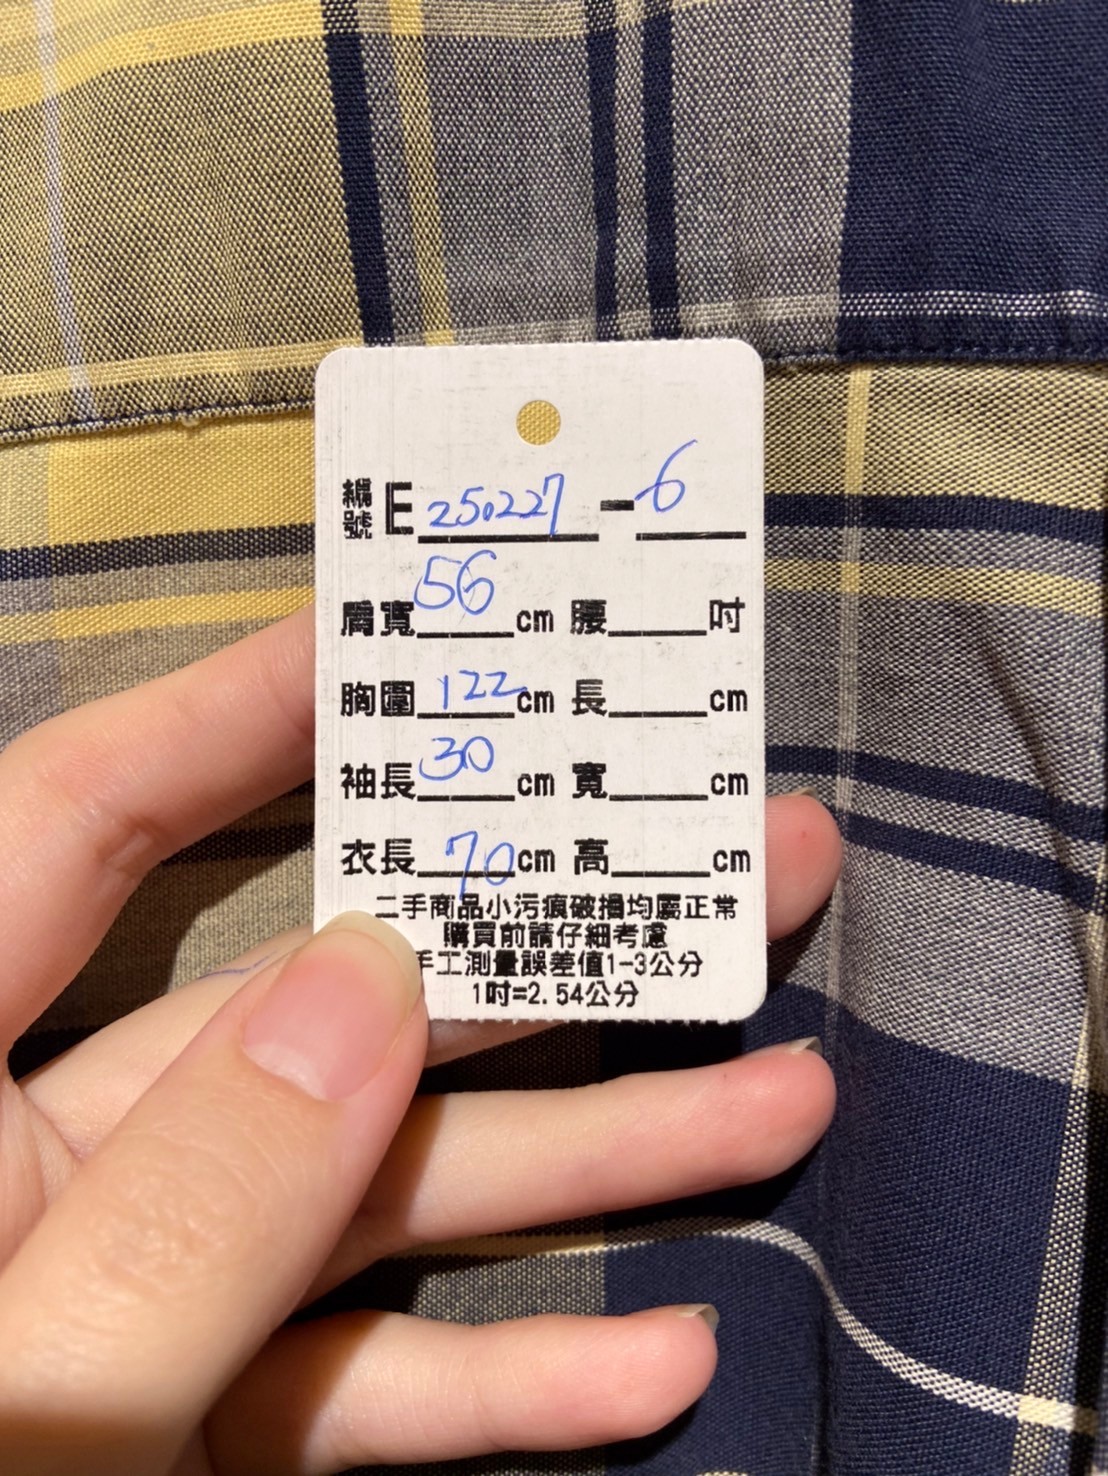 編號 E 250227 - 6
肩寬 56 cm 腰 吋
胸圍 122 cm 長 cm
袖長 30 cm 寬 cm
衣長 70 cm 高 cm
二手商品小污痕破損均屬正常
購買前請仔細考慮
手工測量誤差值1-3公分
1吋=2.54公分